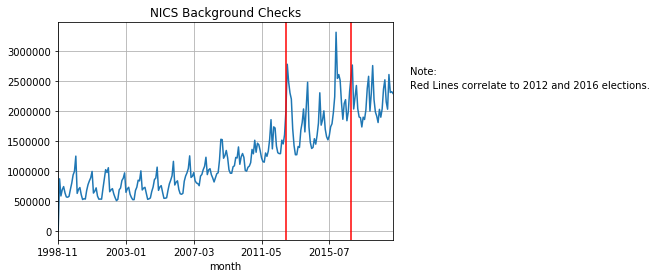 NICS Background Checks
3000000
2500000
2000000
1500000
1000000
500000
0
1998-11 2003-01 2007-03 2011-05 2015-07
month
Note:
Red Lines correlate to 2012 and 2016 elections.